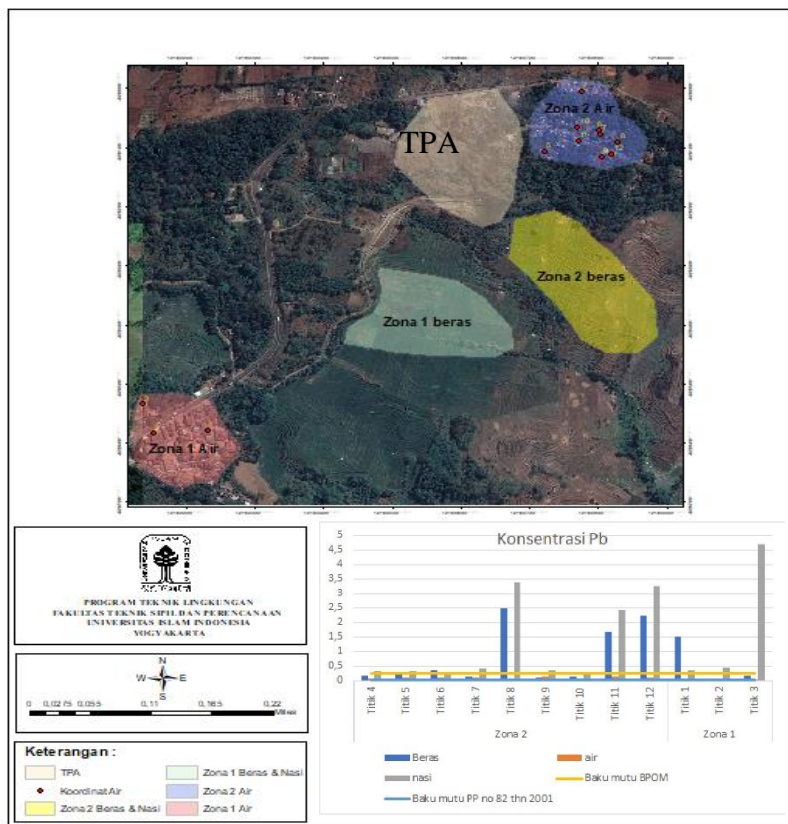 Zona 2 Air
TPA
Zona 2 beras
Zona 1 beras
Zona 1 Air
PROGRAM TEKNIK LINGKUNGAN
FAKULTAS TEKNIK SIPIL DAN PERENCANAAN
UNIVERSITAS ISLAM INDONESIA
YOGYAKARTA
N
W E
S
0 0,0275 0,055 0,11 0,165 0,22
Miles
Keterangan :
TPA
Koordinat Air
Zona 2 Beras & Nasi
Zona 1 Beras & Nasi
Zona 2 Air
Zona 1 Air
Konsentrasi Pb
5
4,5
4
3,5
3
2,5
2
1,5
1
0,5
0
Titik 4
Titik 5
Titik 6
Titik 7
Titik 8
Titik 9
Titik 10
Titik 11
Titik 12
Titik 1
Titik 2
Titik 3
Zona 2
Zona 1
Beras
air
nasi
Baku mutu BPOM
Baku mutu PP no 82 thn 2001